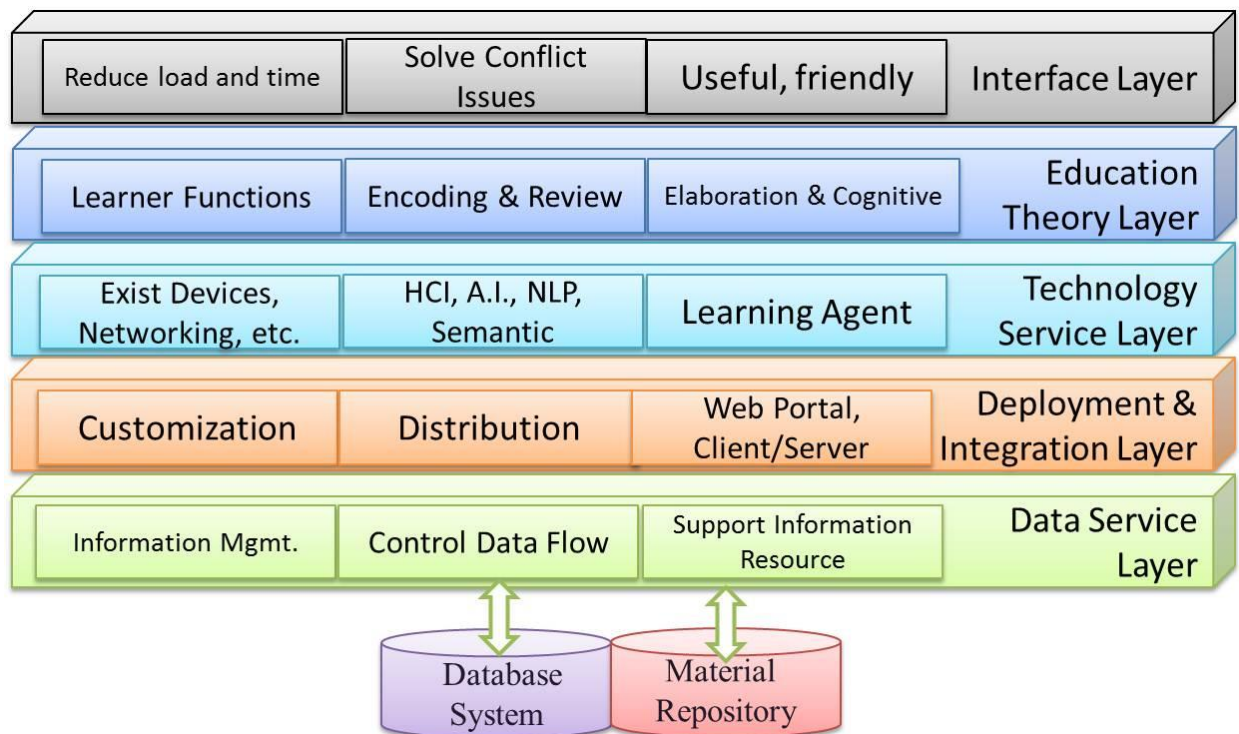 Reduce load and time
Solve Conflict
Issues
Useful, friendly
Interface Layer
Learner Functions
Encoding & Review
Elaboration & Cognitive
Education
Theory Layer
Exist Devices,
Networking, etc.
HCI, A.I., NLP,
Semantic
Learning Agent
Technology
Service Layer
Customization
Distribution
Web Portal,
Client/Server
Deployment &
Integration Layer
Information Mgmt.
Control Data Flow
Support Information
Resource
Data Service
Layer
Database
System
Material
Repository